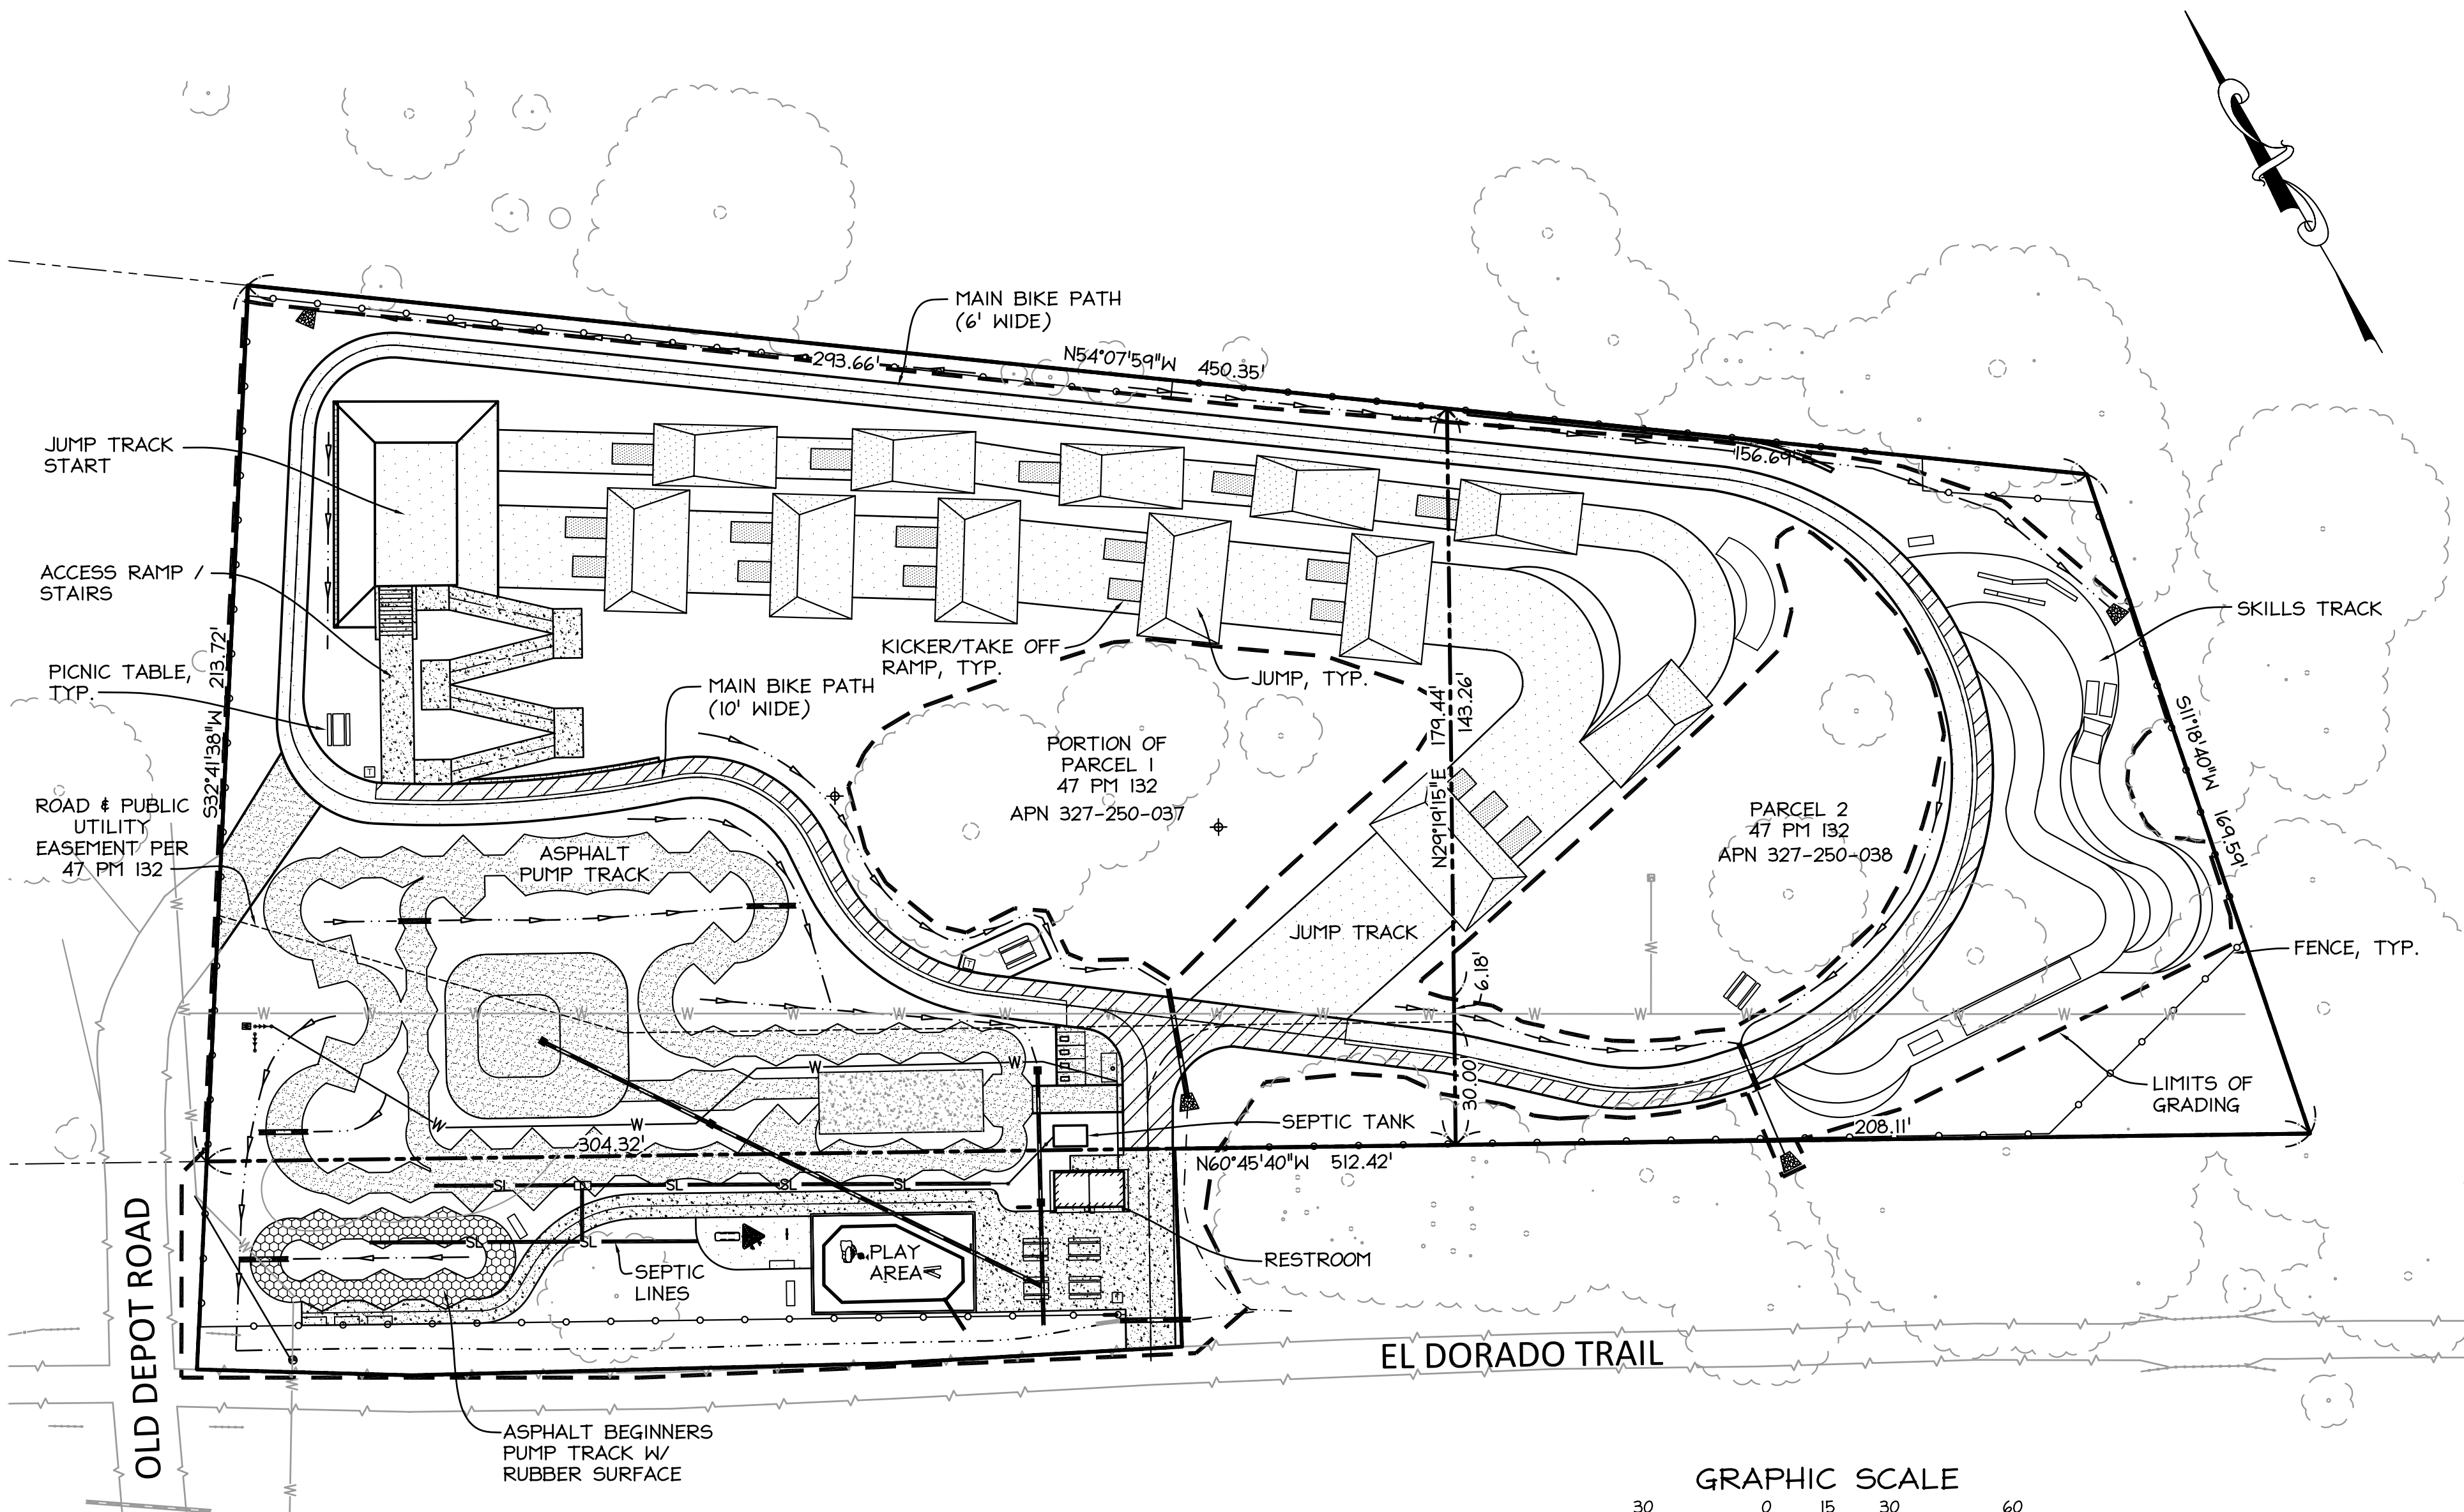 MAIN BIKE PATH
(6' WIDE)
293.66'
N54°07'59"W 450.35'
156.69'
JUMP TRACK
START
ACCESS RAMP /
STAIRS
PICNIC TABLE,
TYP.
S32°41'38"W 213.72'
ROAD & PUBLIC
UTILITY
EASEMENT PER
47 PM 132
MAIN BIKE PATH
(10' WIDE)
KICKER/TAKE OFF
RAMP, TYP.
JUMP, TYP.
PORTION OF
PARCEL 1
47 PM 132
APN 327-250-037
N29°19'15"E 179.44'
143.26'
SKILLS TRACK
S11°18'40"W 169.59'
PARCEL 2
47 PM 132
APN 327-250-038
ASPHALT
PUMP TRACK
JUMP TRACK
6.18'
FENCE, TYP.
W W W W W W W W W W W W W W W W W W W
W W
W W
30.00'
LIMITS OF
GRADING
SEPTIC TANK
304.32'
208.11'
N60°45'40"W 512.42'
SL SL SL SL
SL SL
T
T
T
PLAY
AREA
SEPTIC
LINES
RESTROOM
OLD DEPOT ROAD
EL DORADO TRAIL
ASPHALT BEGINNERS
PUMP TRACK W/
RUBBER SURFACE
GRAPHIC SCALE
30 0 15 30 60